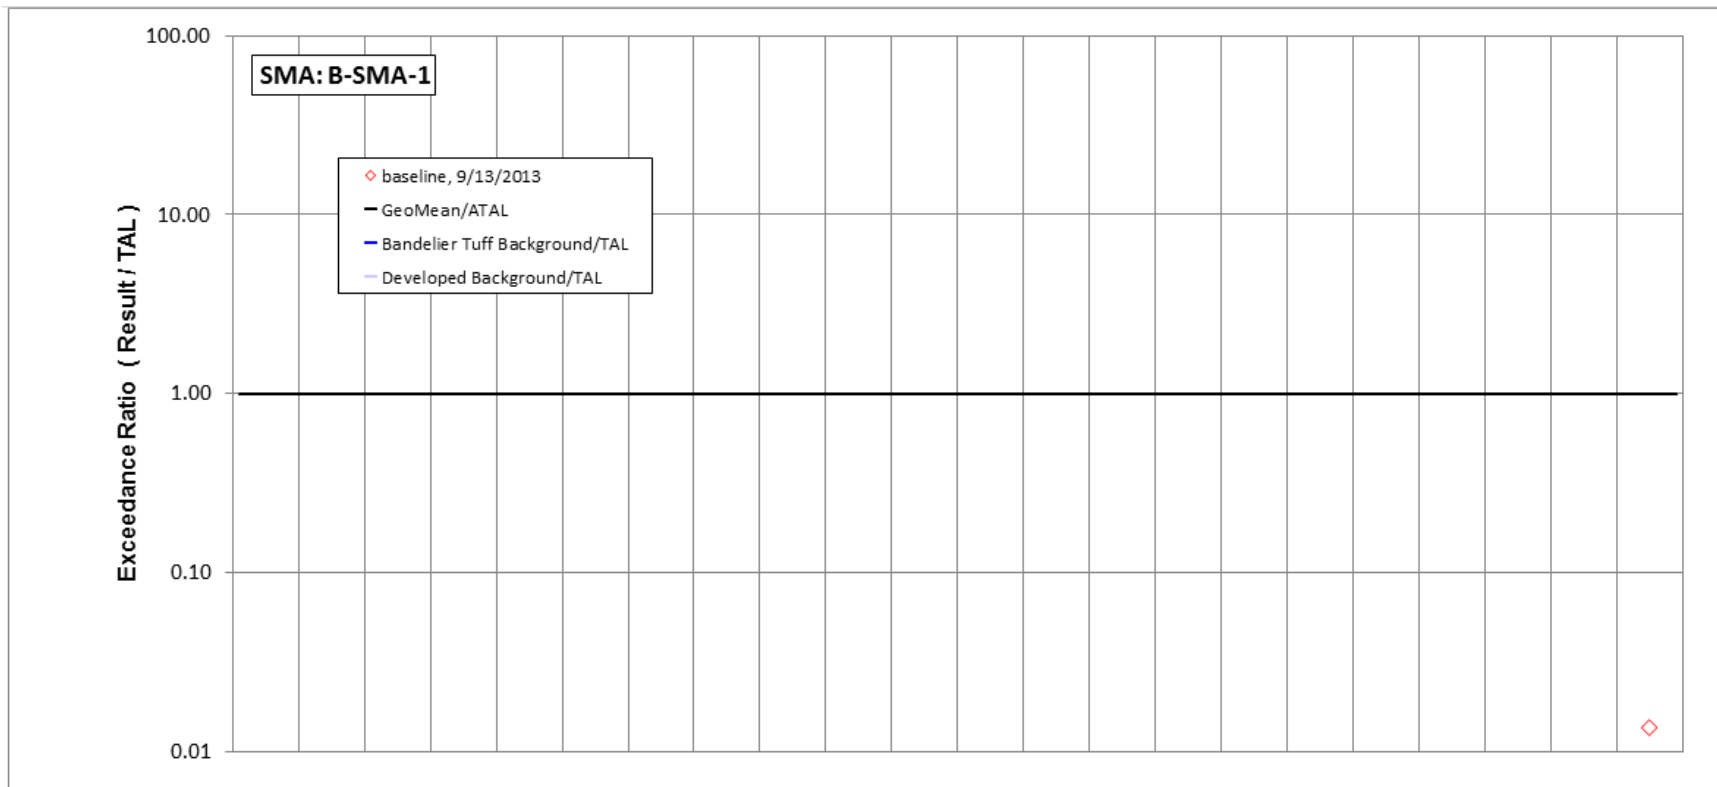 100.00
SMA: B-SMA-1
baseline, 9/13/2013
GeoMean/ATAL
Bandelier Tuff Background/TAL
Developed Background/TAL
Exceedance Ratio ( Result / TAL )
10.00
1.00
0.10
0.01